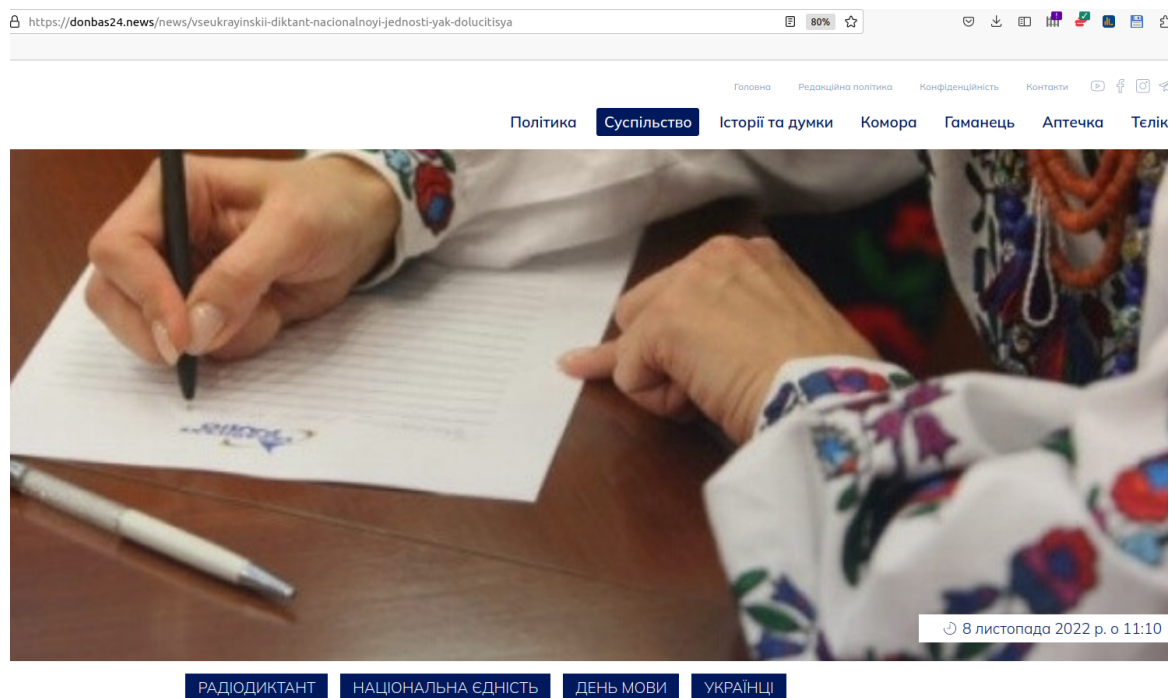 https://donbas24.news/news/vseukrayinskii-diktant-nacionalnoyi-jednosti-yak-dolucitisya 80%
Головна Редакційна політика Конфіденційність Контакти
Політика Суспільство Історії та думки Комора Гаманець Аптечка Телік
8 листопада 2022 р. о 11:10
РАДІОДИКТАНТ НАЦІОНАЛЬНА ЄДНІСТЬ ДЕНЬ МОВИ УКРАЇНЦІ